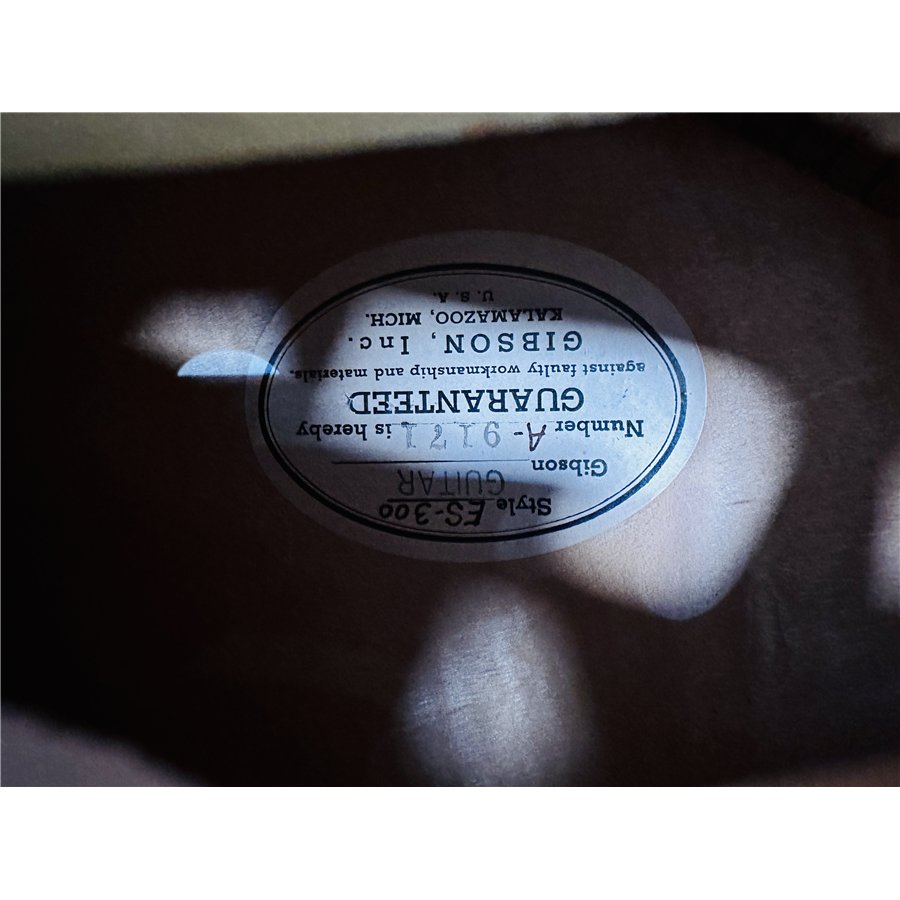 Style ES-300
GUITAR
Gibson
Number A-9171 is hereby
GUARANTEED
against faulty workmanship and materials.
GIBSON, Inc.
KALAMAZOO, MICH.
U. S. A.